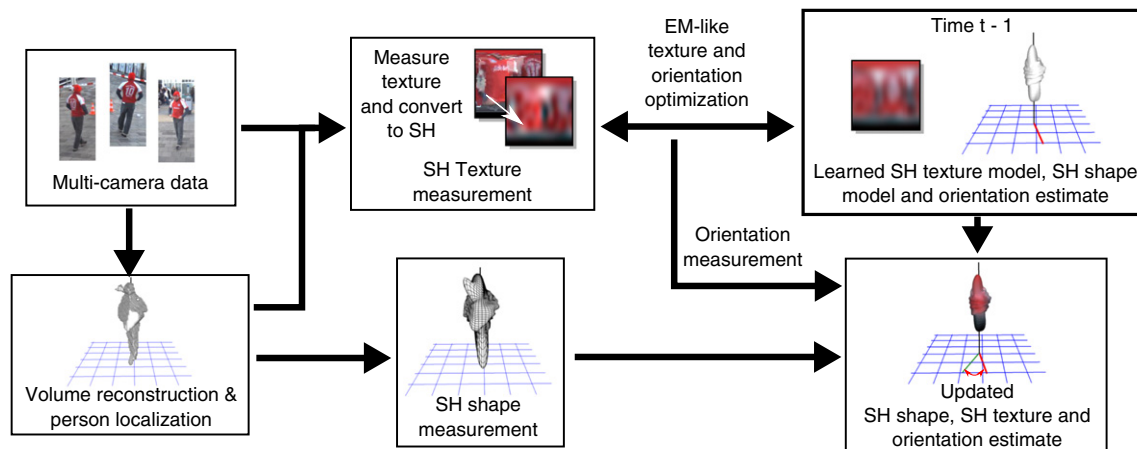 Multi-camera data
Measure
texture
and convert
to SH
SH Texture
measurement
EM-like
texture and
orientation
optimization
Time t - 1
Learned SH texture model, SH shape
model and orientation estimate
Orientation
measurement
Volume reconstruction &
person localization
SH shape
measurement
Updated
SH shape, SH texture and
orientation estimate